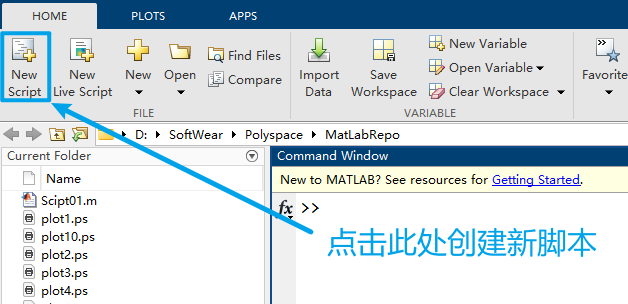 HOME PLOTS APPS
New Script
New Live Script
New
Open
Find Files
Compare
Import Data
Save Workspace
New Variable
Open Variable
Clear Workspace
Favorite
FILE
VARIABLE
D: SoftWear Polyspace MatLabRepo
Current Folder
Name
Scipt01.m
plot1.ps
plot10.ps
plot2.ps
plot3.ps
plot4.ps
Command Window
New to MATLAB? See resources for Getting Started.
fx >>
点击此处创建新脚本